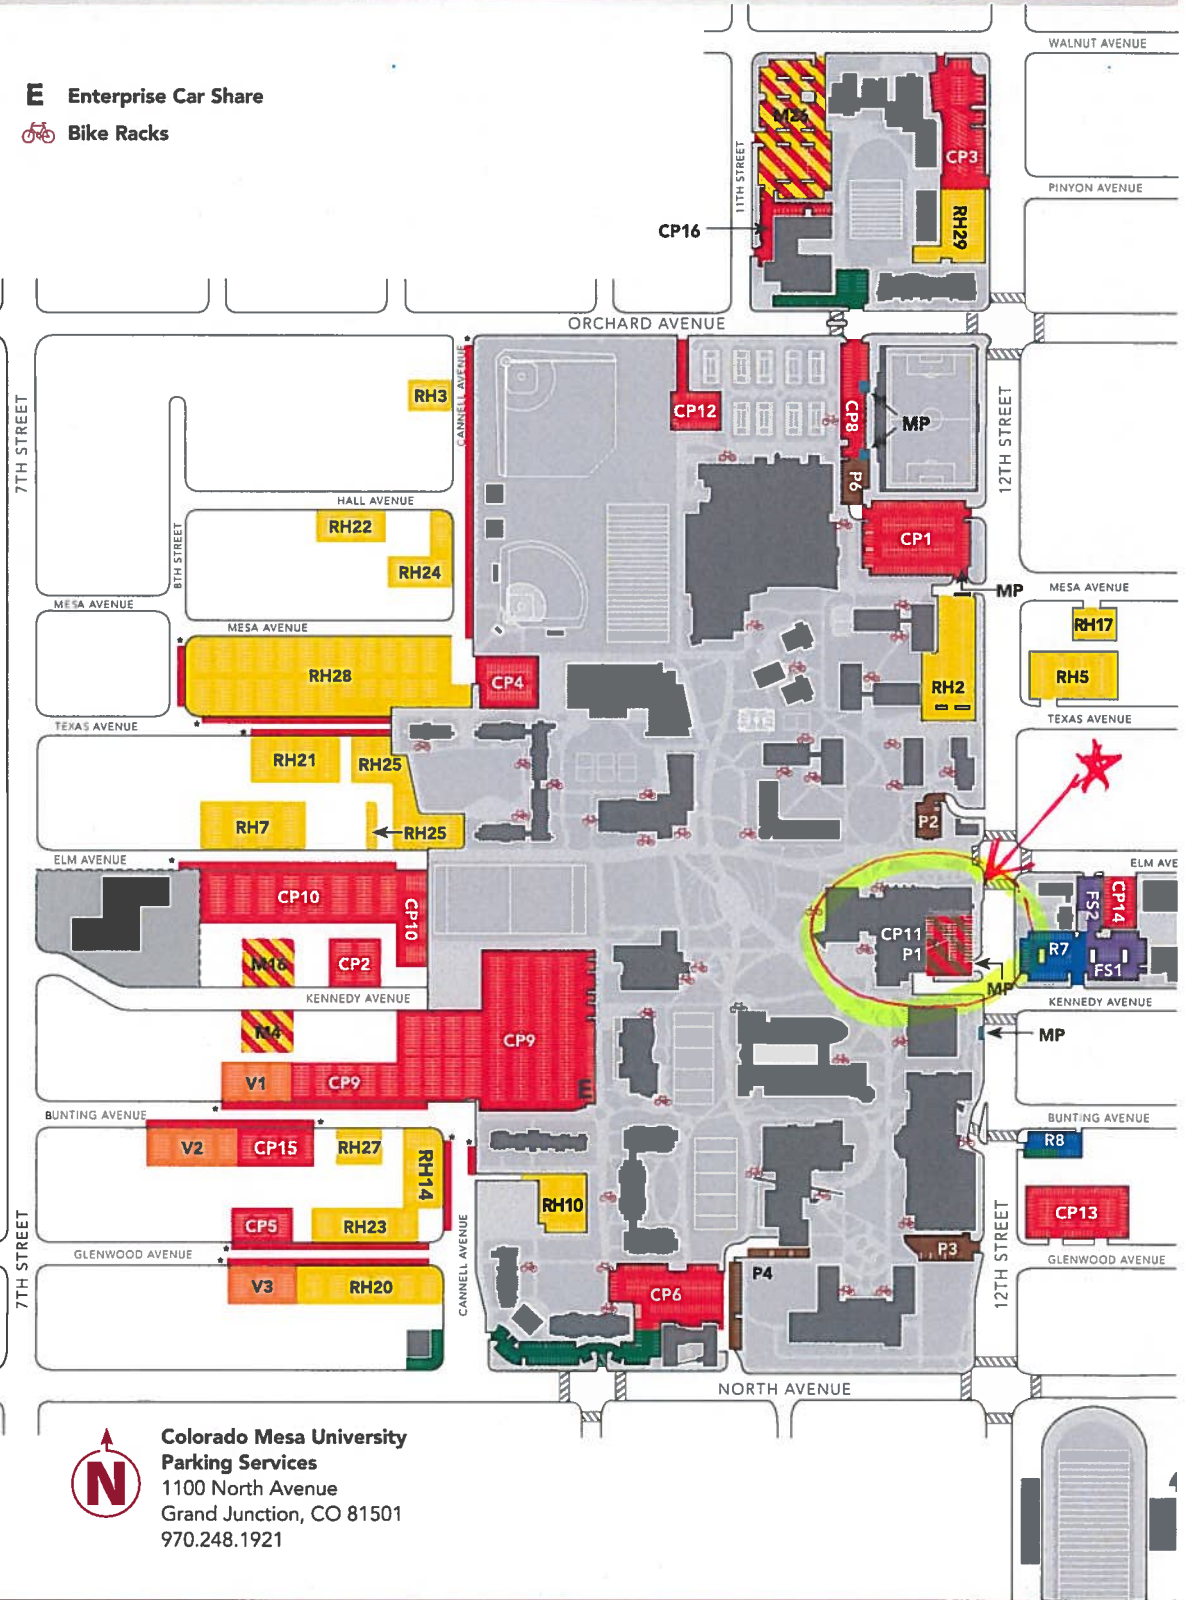 WALNUT AVENUE
E Enterprise Car Share
Bike Racks
M26
CP3
11TH STREET
PINYON AVENUE
CP16
RH29
ORCHARD AVENUE
7TH STREET
RH3
CANNELL AVENUE
CP12
CP8
MP
12TH STREET
P6
HALL AVENUE
RH22
8TH STREET
RH24
CP1
MP
MESA AVENUE
MESA AVENUE
MESA AVENUE
RH17
RH28
CP4
RH2
RH5
TEXAS AVENUE
TEXAS AVENUE
RH21
RH25
RH7
RH25
P2
ELM AVENUE
ELM AVE
CP10
CP10
FS2
CP14
CP11
P1
M16
CP2
R7
FS1
MP
KENNEDY AVENUE
KENNEDY AVENUE
M4
CP9
MP
V1
CP9
E
BUNTING AVENUE
BUNTING AVENUE
V2
CP15
RH27
RH14
R8
RH10
CP5
RH23
CP13
7TH STREET
GLENWOOD AVENUE
CANNELL AVENUE
P3
12TH STREET
GLENWOOD AVENUE
V3
RH20
CP6
P4
NORTH AVENUE
N
Colorado Mesa University
Parking Services
1100 North Avenue
Grand Junction, CO 81501
970.248.1921